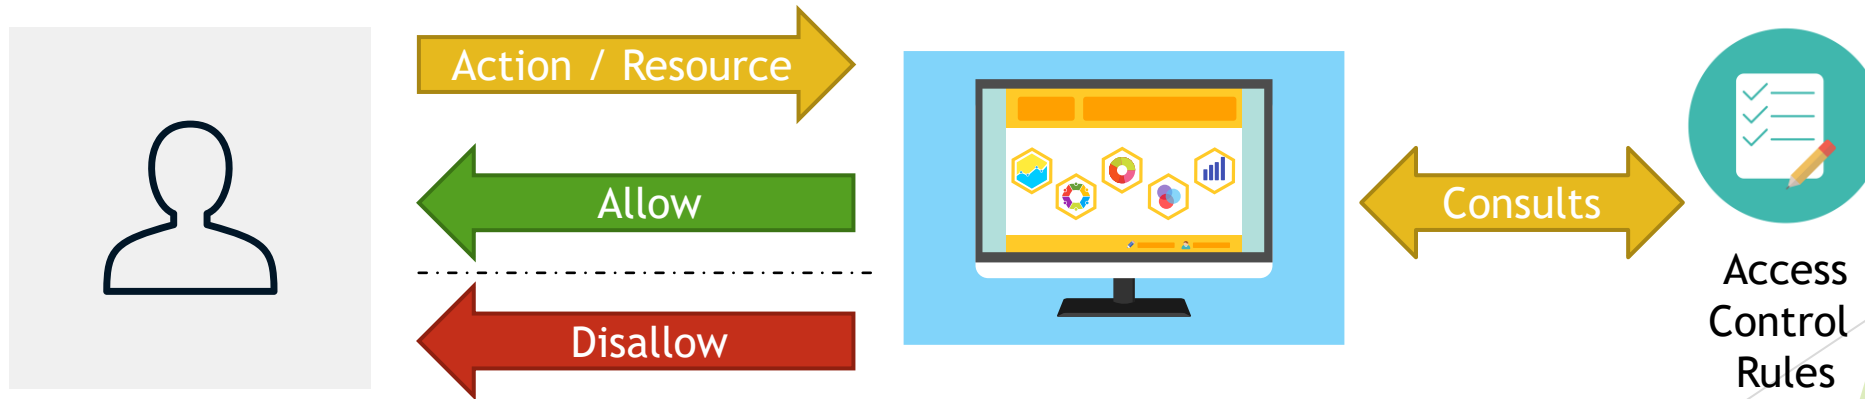 Action / Resource
Allow
Disallow
Consults
Access
Control
Rules